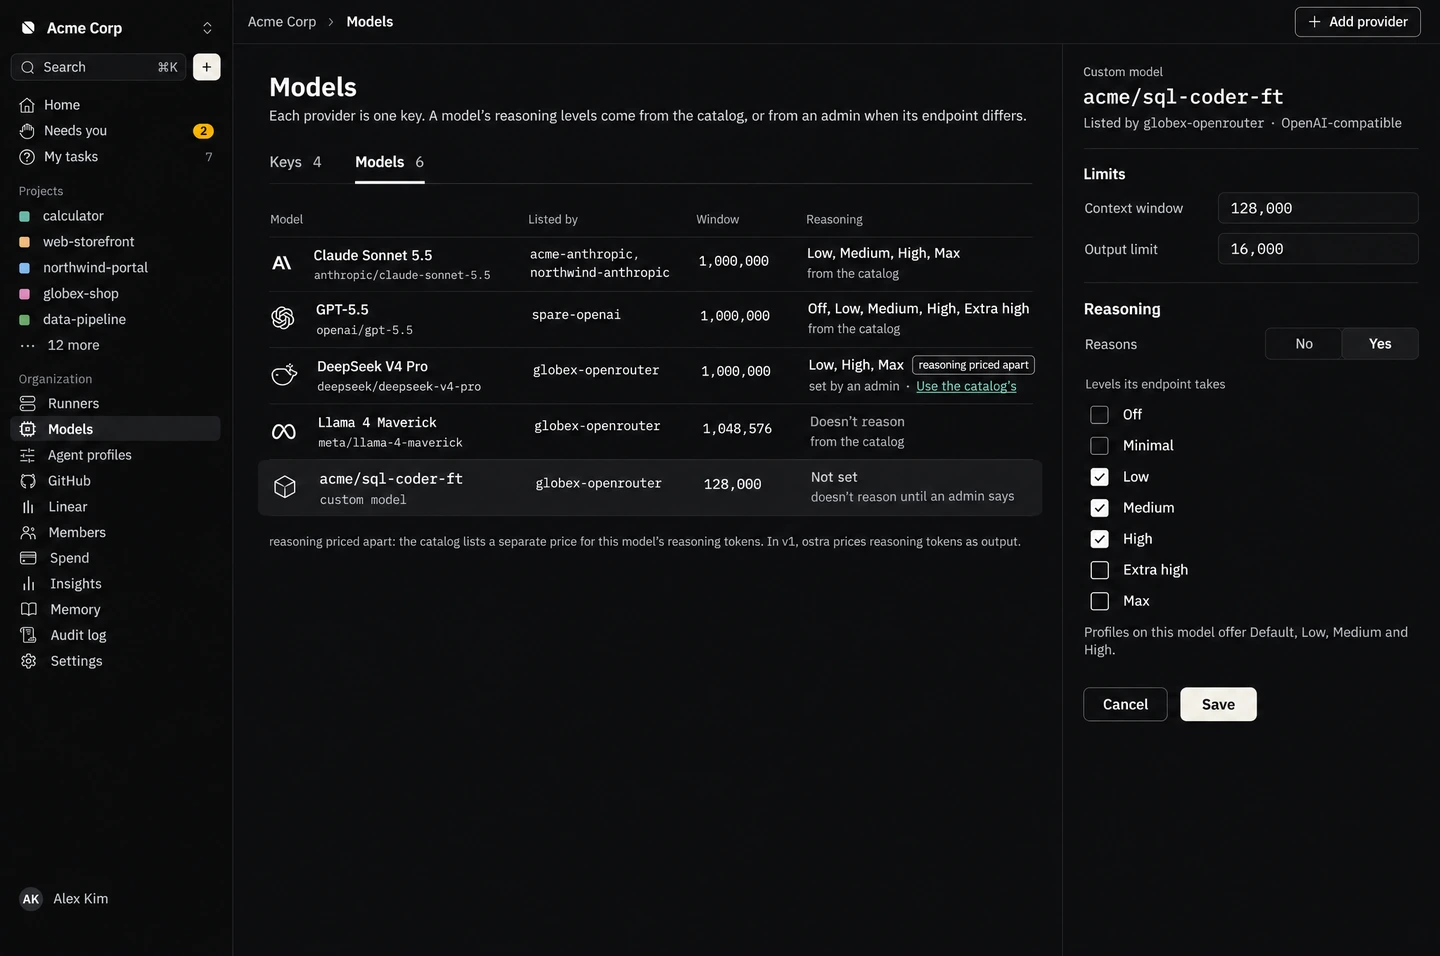 Acme Corp
Search ⌘K +
Home
Needs you 2
My tasks 7
Projects
calculator
web-storefront
northwind-portal
globex-shop
data-pipeline
··· 12 more
Organization
Runners
Models
Agent profiles
GitHub
Linear
Members
Spend
Insights
Memory
Audit log
Settings
AK Alex Kim
Acme Corp › Models
+ Add provider
Models
Each provider is one key. A model’s reasoning levels come from the catalog, or from an admin when its endpoint differs.
Keys 4 Models 6
Model Listed by Window Reasoning
Claude Sonnet 5.5
anthropic/claude-sonnet-5.5
acme-anthropic,
northwind-anthropic
1,000,000
Low, Medium, High, Max
from the catalog
GPT-5.5
openai/gpt-5.5
spare-openai
1,000,000
Off, Low, Medium, High, Extra high
from the catalog
DeepSeek V4 Pro
deepseek/deepseek-v4-pro
globex-openrouter
1,000,000
Low, High, Max reasoning priced apart
set by an admin · Use the catalog’s
Llama 4 Maverick
meta/llama-4-maverick
globex-openrouter
1,048,576
Doesn’t reason
from the catalog
acme/sql-coder-ft
custom model
globex-openrouter
128,000
Not set
doesn’t reason until an admin says
reasoning priced apart: the catalog lists a separate price for this model’s reasoning tokens. In v1, ostra prices reasoning tokens as output.
Custom model
acme/sql-coder-ft
Listed by globex-openrouter · OpenAI-compatible
Limits
Context window 128,000
Output limit 16,000
Reasoning
Reasons No Yes
Levels its endpoint takes
Off
Minimal
Low
Medium
High
Extra high
Max
Profiles on this model offer Default, Low, Medium and
High.
Cancel Save